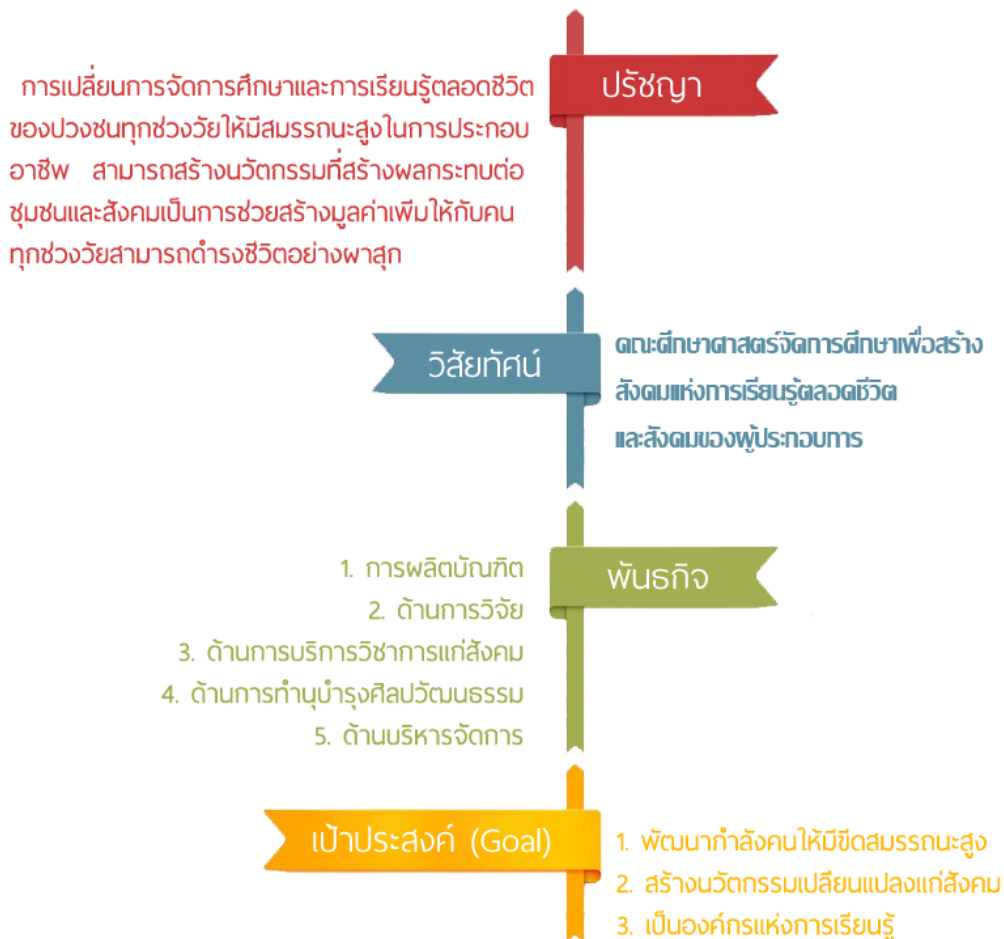 ปรัชญา
การเปลี่ยนการจัดการศึกษาและการเรียนรู้ตลอดชีวิต
ของปวงชนทุกช่วงวัยให้มีสมรรถนะสูงในการประกอบ
อาชีพ สามารถสร้างนวัตกรรมที่สร้างผลกระทบต่อ
ชุมชนและสังคมเป็นการช่วยสร้างมูลค่าเพิ่มให้กับคน
ทุกช่วงวัยสามารถดำรงชีวิตอย่างผาสุก
วิสัยทัศน์
คณะศึกษาศาสตร์จัดการศึกษาเพื่อสร้าง
สังคมแห่งการเรียนรู้ตลอดชีวิต
และสังคมของผู้ประกอบการ
พันธกิจ
1. การผลิตบัณฑิต
2. ด้านการวิจัย
3. ด้านการบริการวิชาการแก่สังคม
4. ด้านการทำนุบำรุงศิลปวัฒนธรรม
5. ด้านบริหารจัดการ
เป้าประสงค์ (Goal)
1. พัฒนากำลังคนให้มีขีดสมรรถนะสูง
2. สร้างนวัตกรรมเปลี่ยนแปลงแก่สังคม
3. เป็นองค์กรแห่งการเรียนรู้